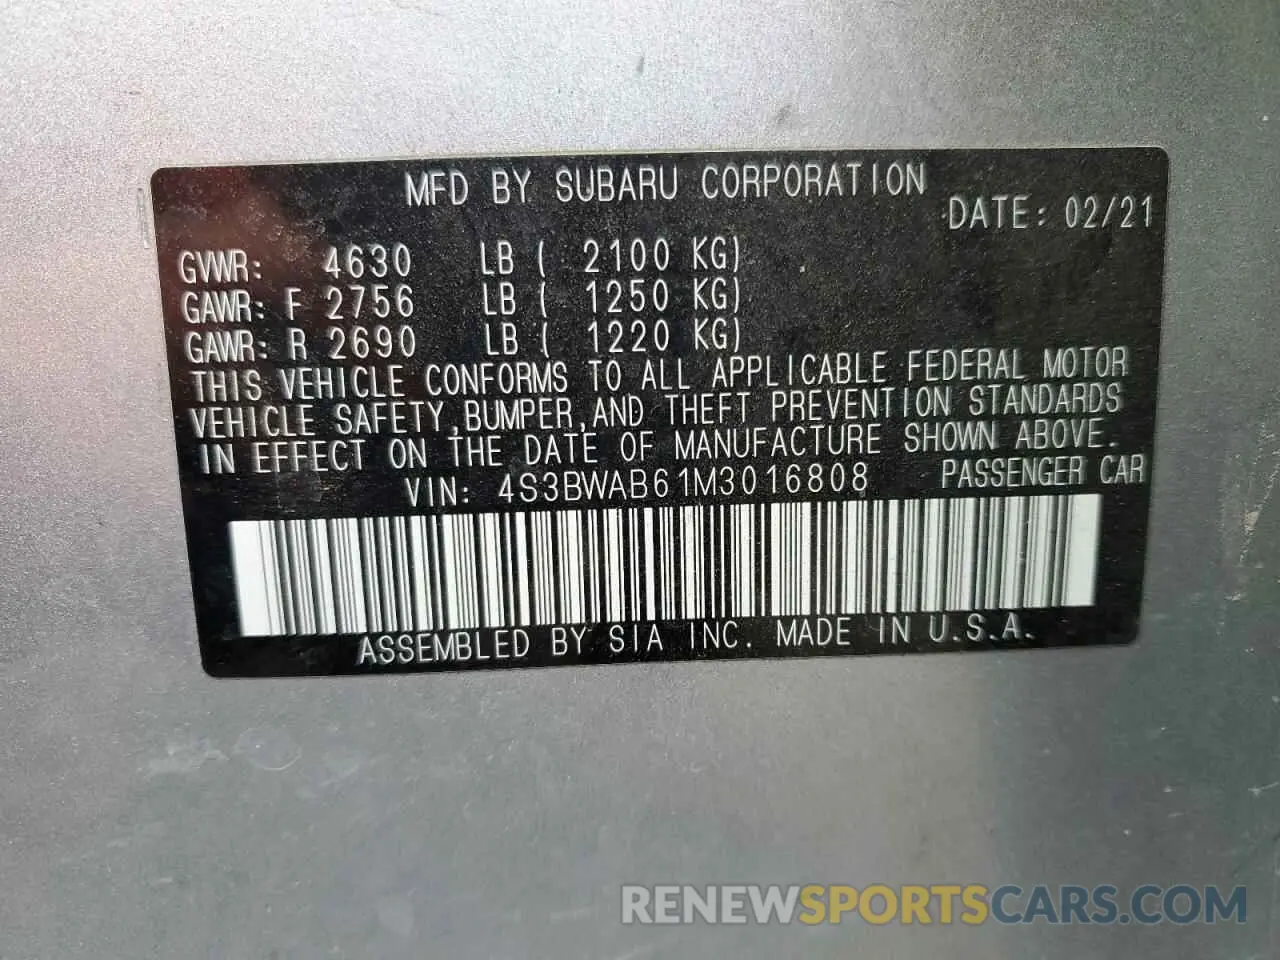 MFD BY SUBARU CORPORATION
DATE: 02/21
GVWR: 4630 LB ( 2100 KG)
GAWR: F 2756 LB ( 1250 KG)
GAWR: R 2690 LB ( 1220 KG)
THIS VEHICLE CONFORMS TO ALL APPLICABLE FEDERAL MOTOR
VEHICLE SAFETY,BUMPER,AND THEFT PREVENTION STANDARDS
IN EFFECT ON THE DATE OF MANUFACTURE SHOWN ABOVE.
VIN: 4S3BWAB61M3016808 PASSENGER CAR
ASSEMBLED BY SIA INC. MADE IN U.S.A.
RENEWSPORTSCARS.COM